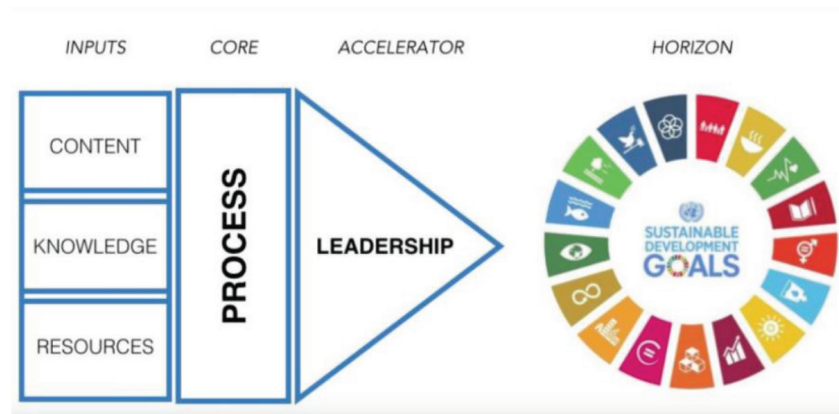 INPUTS
CORE
ACCELERATOR
HORIZON
CONTENT
KNOWLEDGE
RESOURCES
PROCESS
LEADERSHIP
SUSTAINABLE
DEVELOPMENT
GOALS